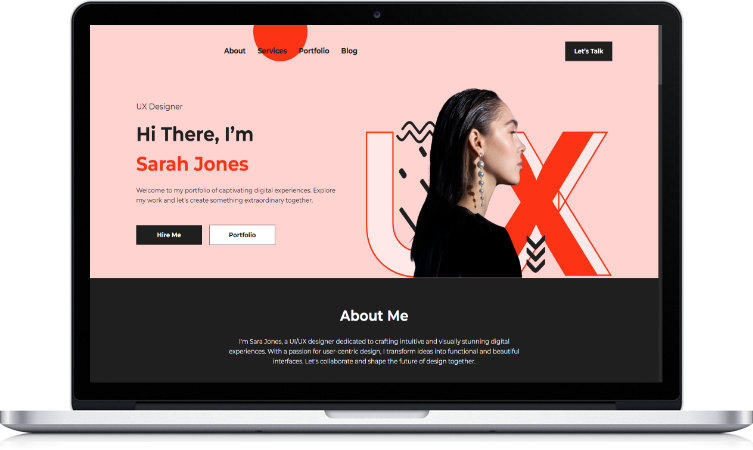 About Services Portfolio Blog Let's Talk
UX Designer
Hi There, I'm
Sarah Jones
Welcome to my portfolio of captivating digital experiences. Explore
my work and let's create something extraordinary together.
Hire Me Portfolio
UX
About Me
I'm Sara Jones, a UI/UX designer dedicated to crafting intuitive and visually stunning digital
experiences. With a passion for user-centric design, I transform ideas into functional and beautiful
interfaces. Let's collaborate and shape the future of design together.